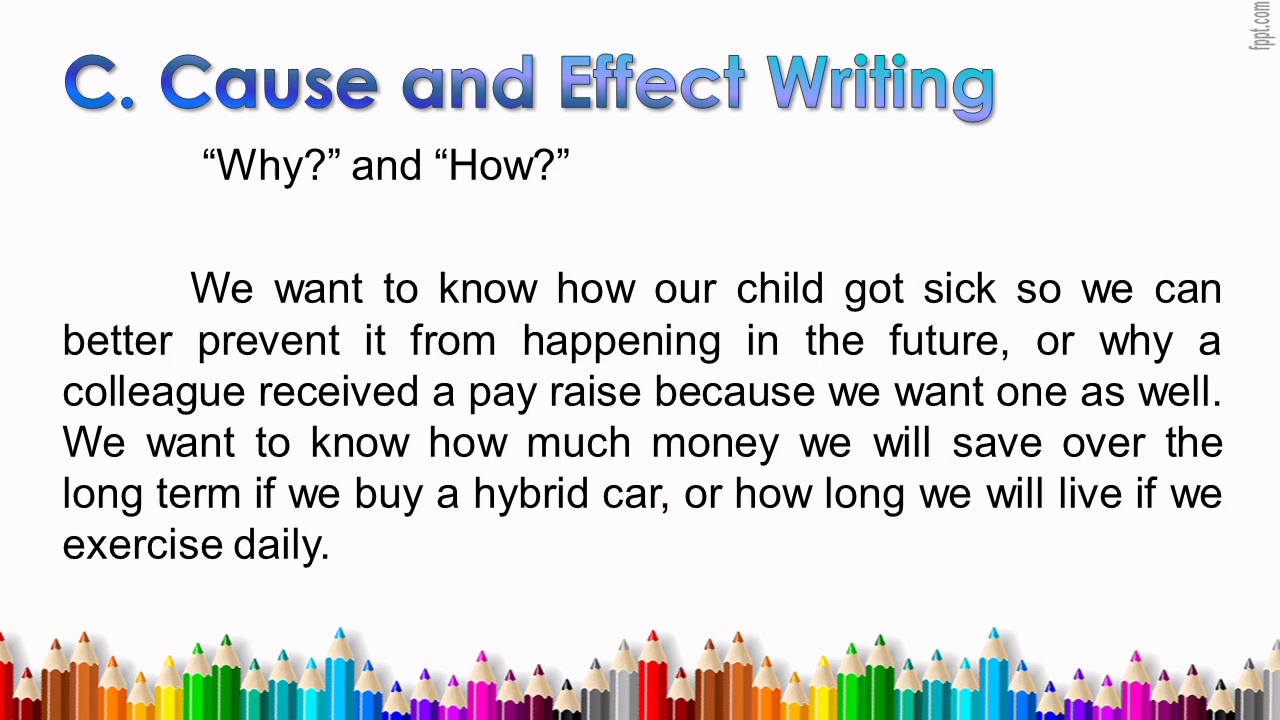 fppt.com
C. Cause and Effect Writing
“Why?” and “How?”
We want to know how our child got sick so we can
better prevent it from happening in the future, or why a
colleague received a pay raise because we want one as well.
We want to know how much money we will save over the
long term if we buy a hybrid car, or how long we will live if we
exercise daily.